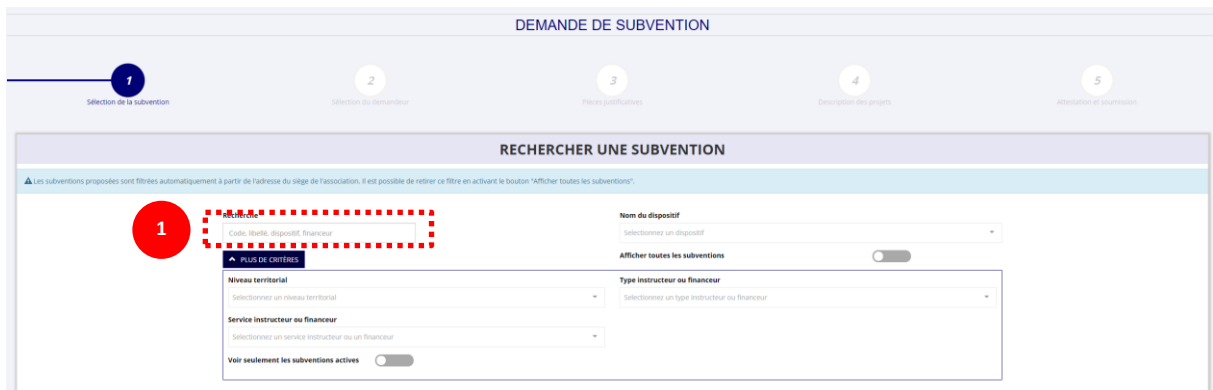 DEMANDE DE SUBVENTION
1
2
3
4
5
Sélection de la subvention
Sélection du demandeur
Pièces justificatives
Description des projets
Attestation et soumission
RECHERCHER UNE SUBVENTION
Les subventions proposées sont filtrées automatiquement à partir de l'adresse du siège de l'association. Il est possible de retirer ce filtre en activant le bouton "Afficher toutes les subventions".
1
Recherche
Code, libellé, dispositif, financeur
Nom du dispositif
Selectionnez un dispositif
PLUS DE CRITÈRES
Afficher toutes les subventions
Niveau territorial
Selectionnez un niveau territorial
Type instructeur ou financeur
Selectionnez un type instructeur ou financeur
Service instructeur ou financeur
Selectionnez un service instructeur ou un financeur
Voir seulement les subventions actives